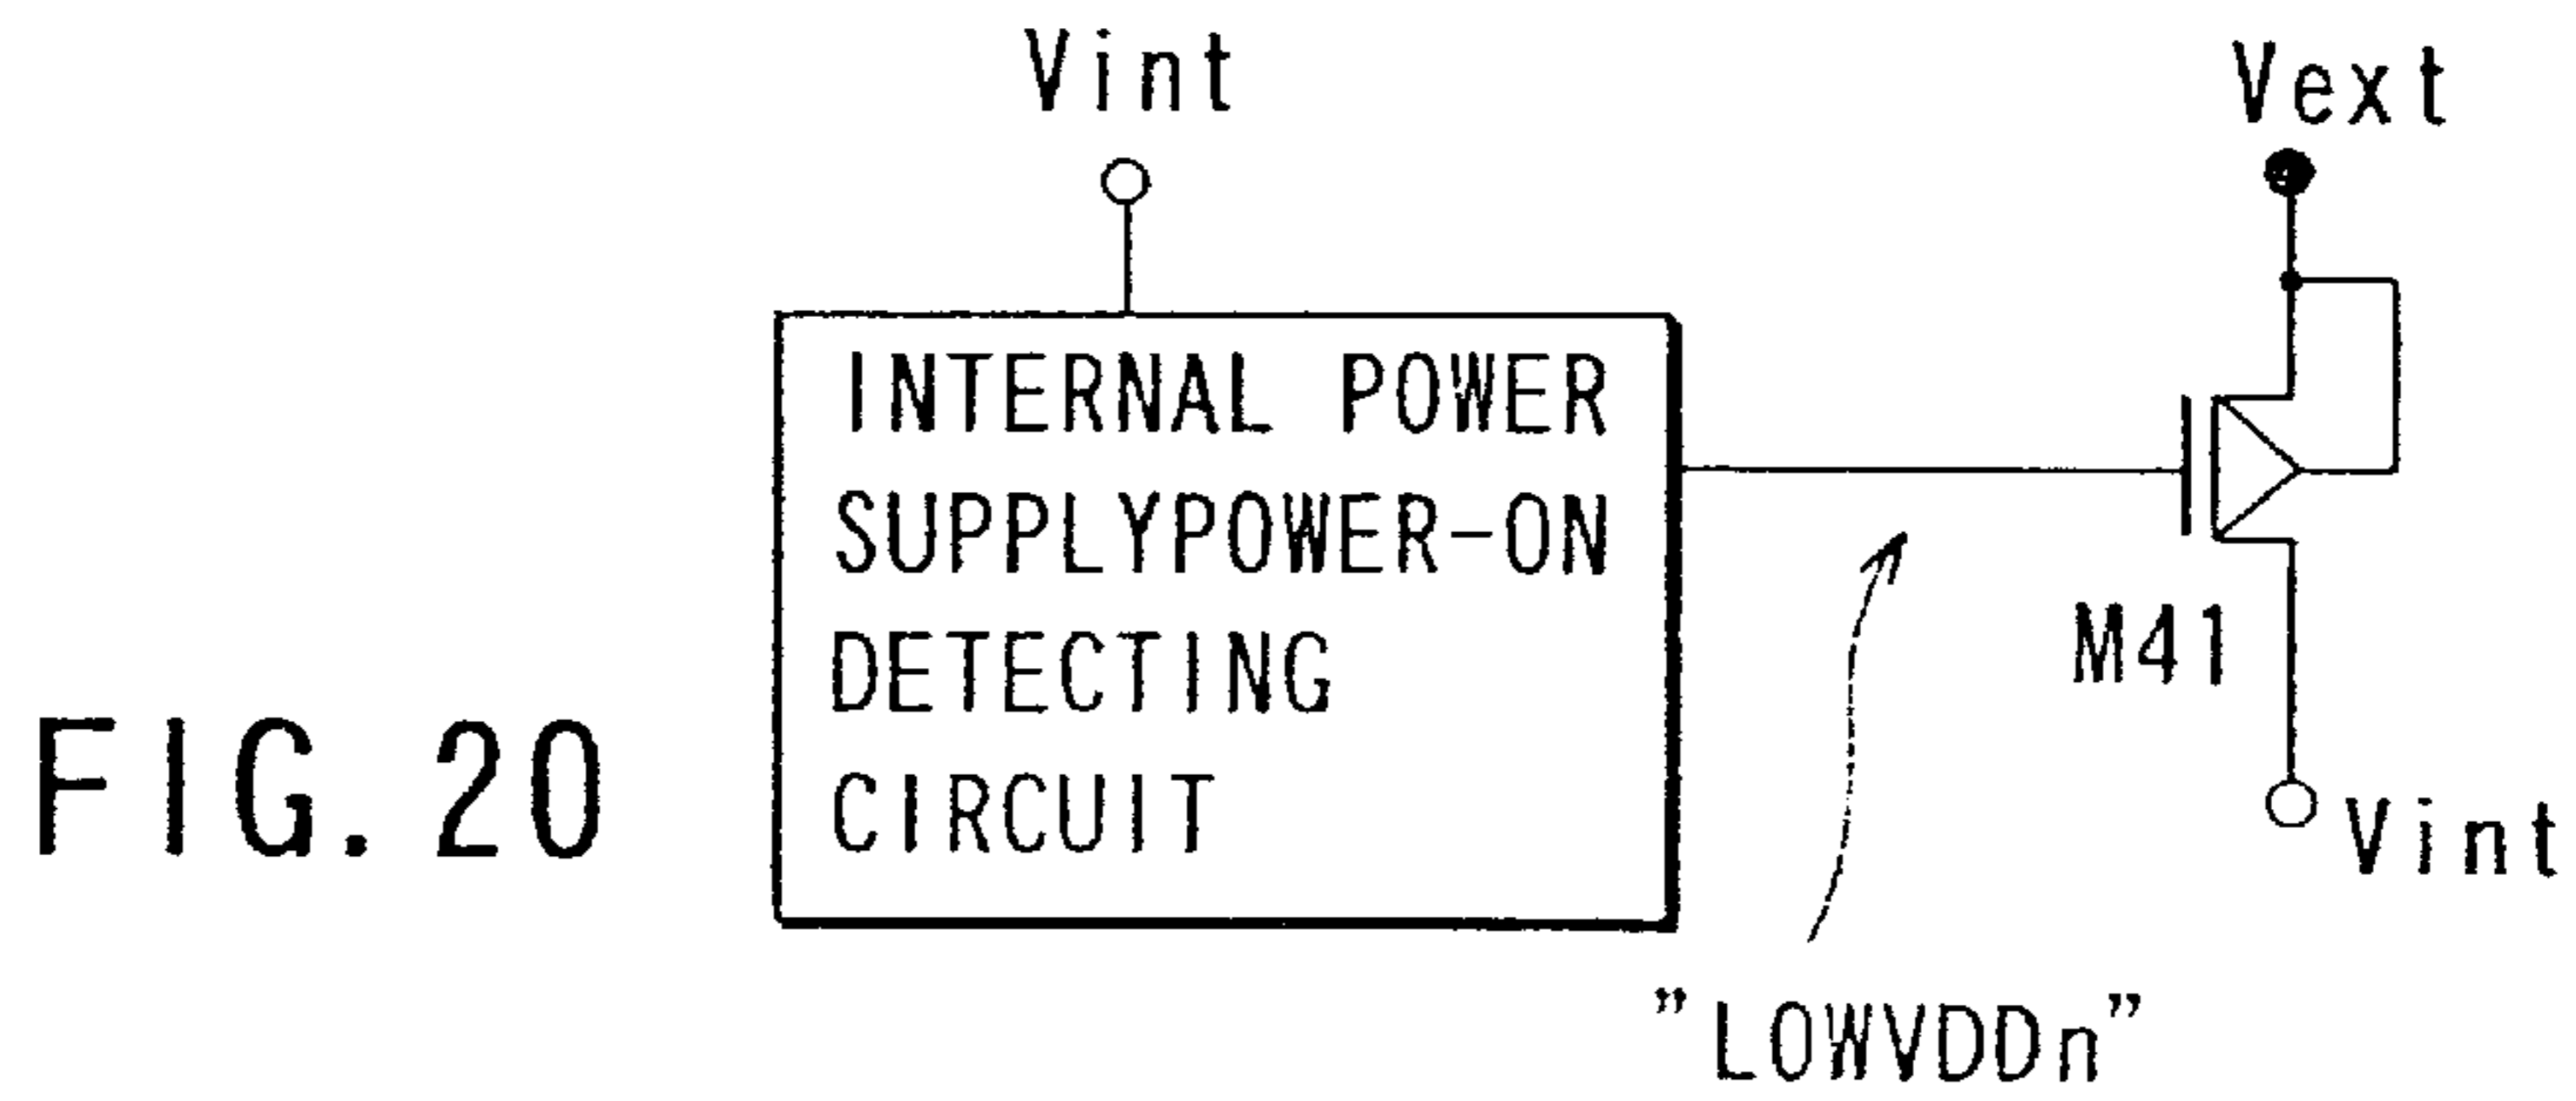 Vint
Vext
INTERNAL POWER
SUPPLYPOWER-ON
DETECTING
CIRCUIT
M41
Vint
"LOWVDDn"
FIG.20